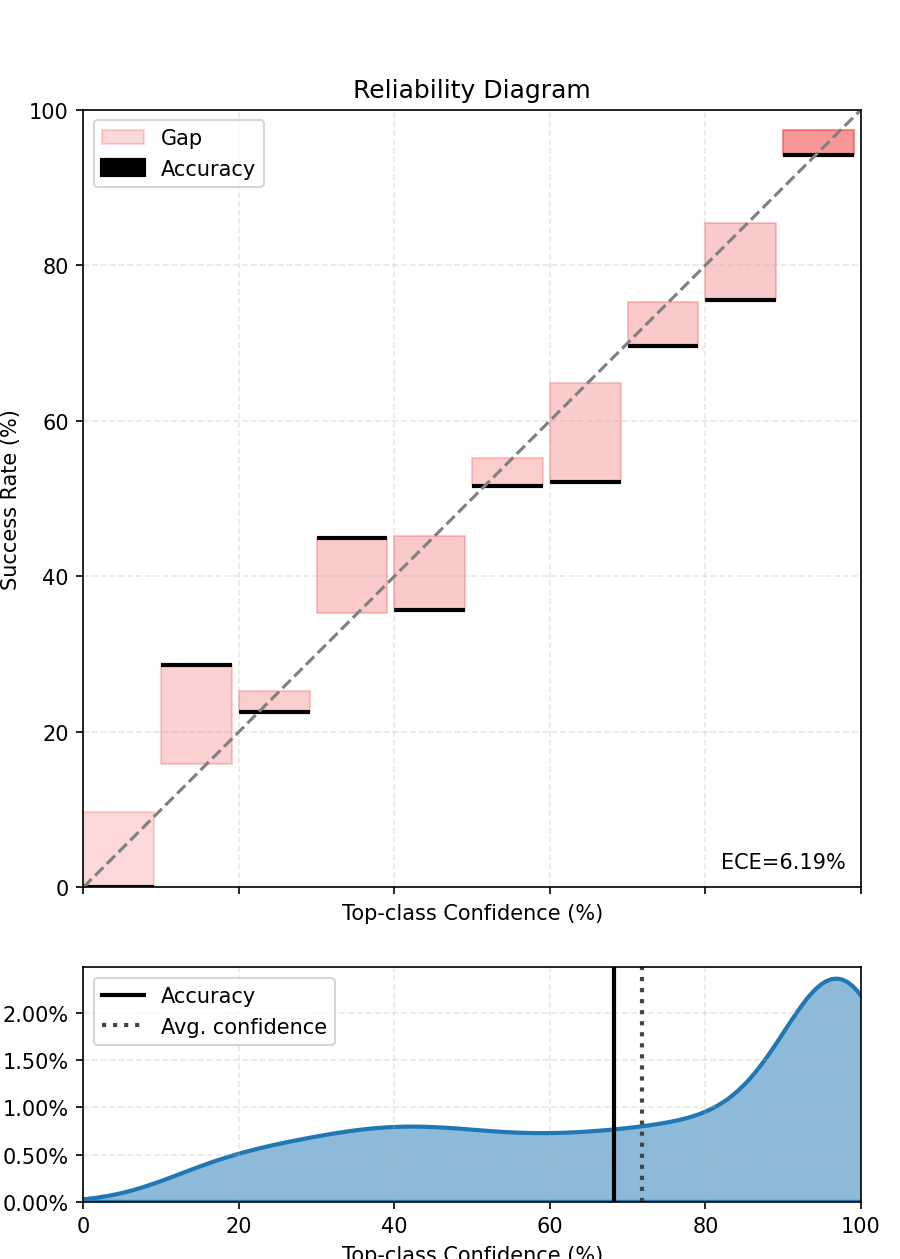 Reliability Diagram
100
80
60
40
20
0
Success Rate (%)
Gap
Accuracy
ECE=6.19%
Top-class Confidence (%)
2.00%
1.50%
1.00%
0.50%
0.00%
Accuracy
Avg. confidence
0 20 40 60 80 100
Top-class Confidence (%)